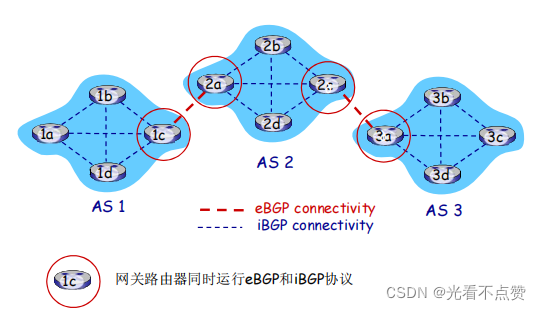 2b
2a
2c
2d
1b
1a
1c
1d
3b
3a
3c
3d
AS 2
AS 1
AS 3
eBGP connectivity
iBGP connectivity
1c
网关路由器同时运行eBGP和iBGP协议
CSDN @光看不点赞